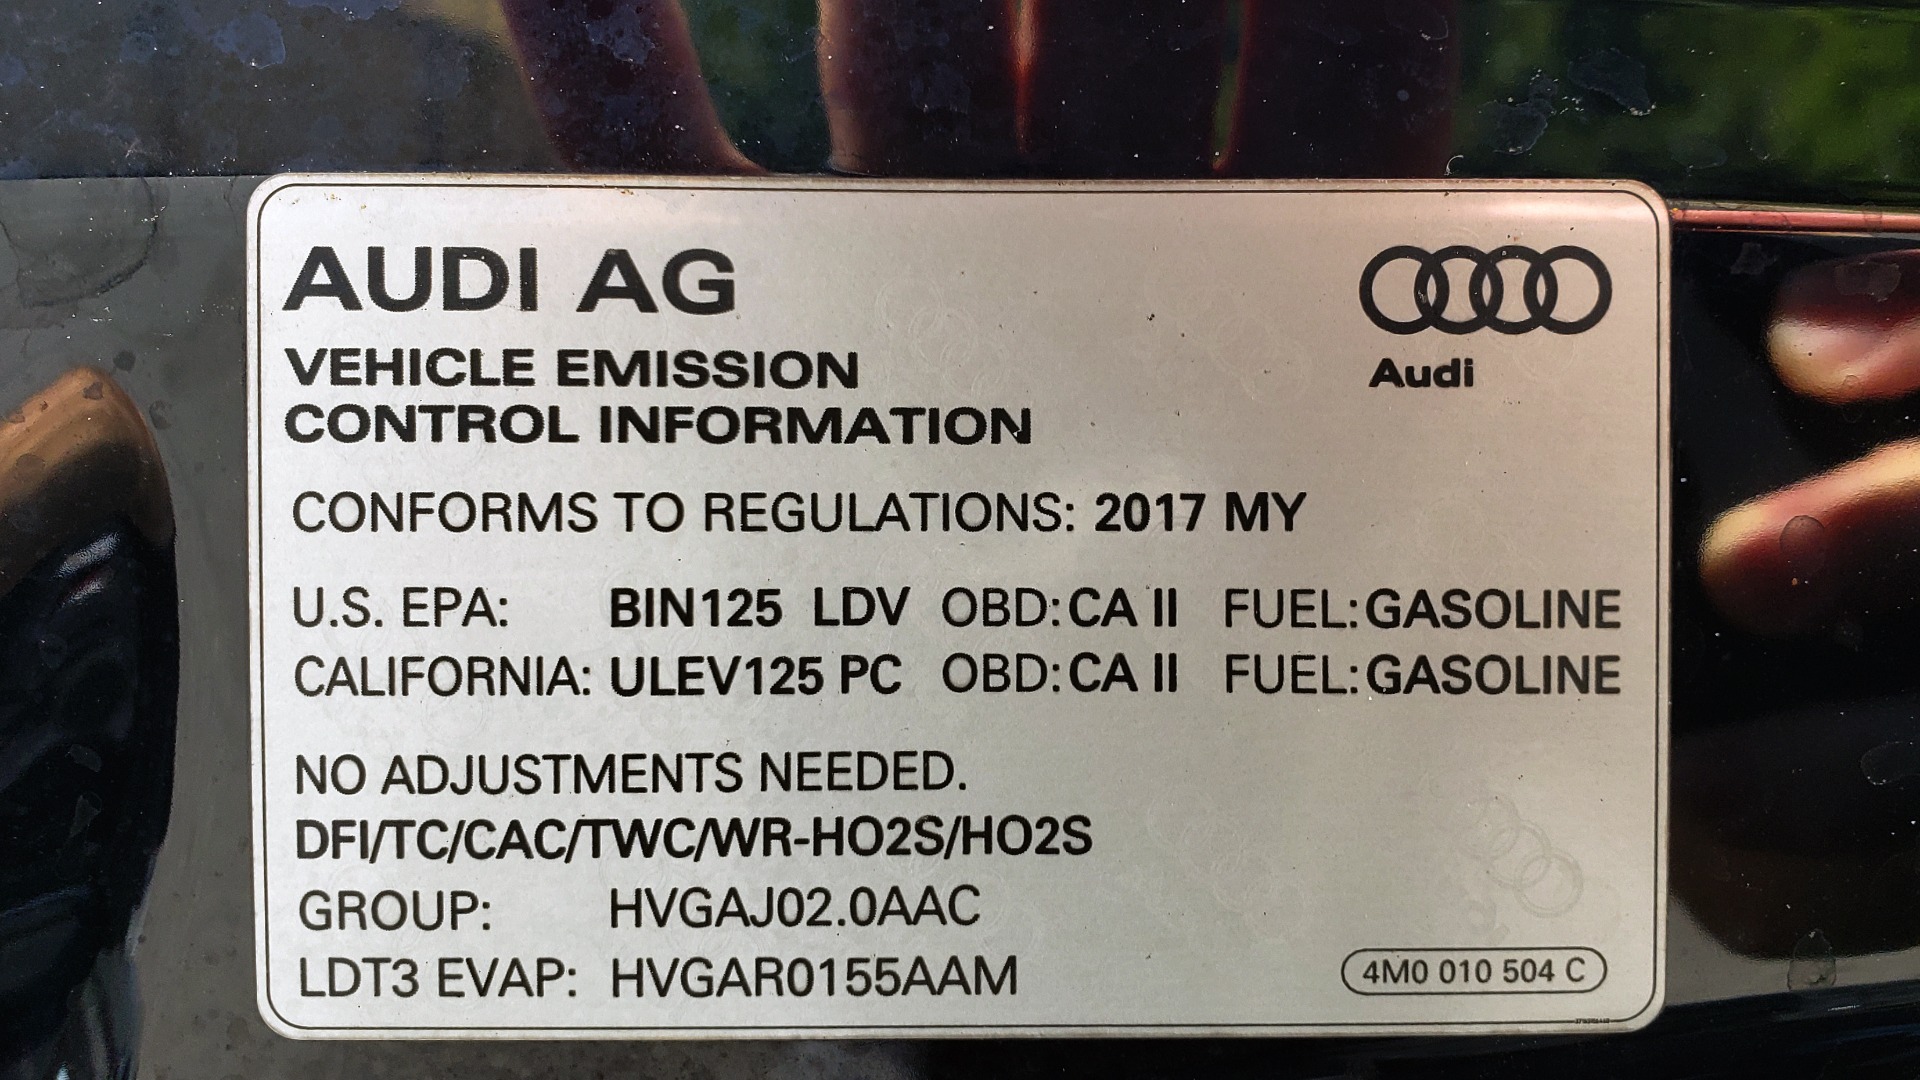 AUDI AG
Audi
VEHICLE EMISSION
CONTROL INFORMATION
CONFORMS TO REGULATIONS: 2017 MY
U.S. EPA: BIN125 LDV OBD: CA II FUEL: GASOLINE
CALIFORNIA: ULEV125 PC OBD: CA II FUEL: GASOLINE
NO ADJUSTMENTS NEEDED.
DFI/TC/CAC/TWC/WR-HO2S/HO2S
GROUP: HVGAJ02.0AAC
LDT3 EVAP: HVGAR0155AAM
4M0 010 504 C